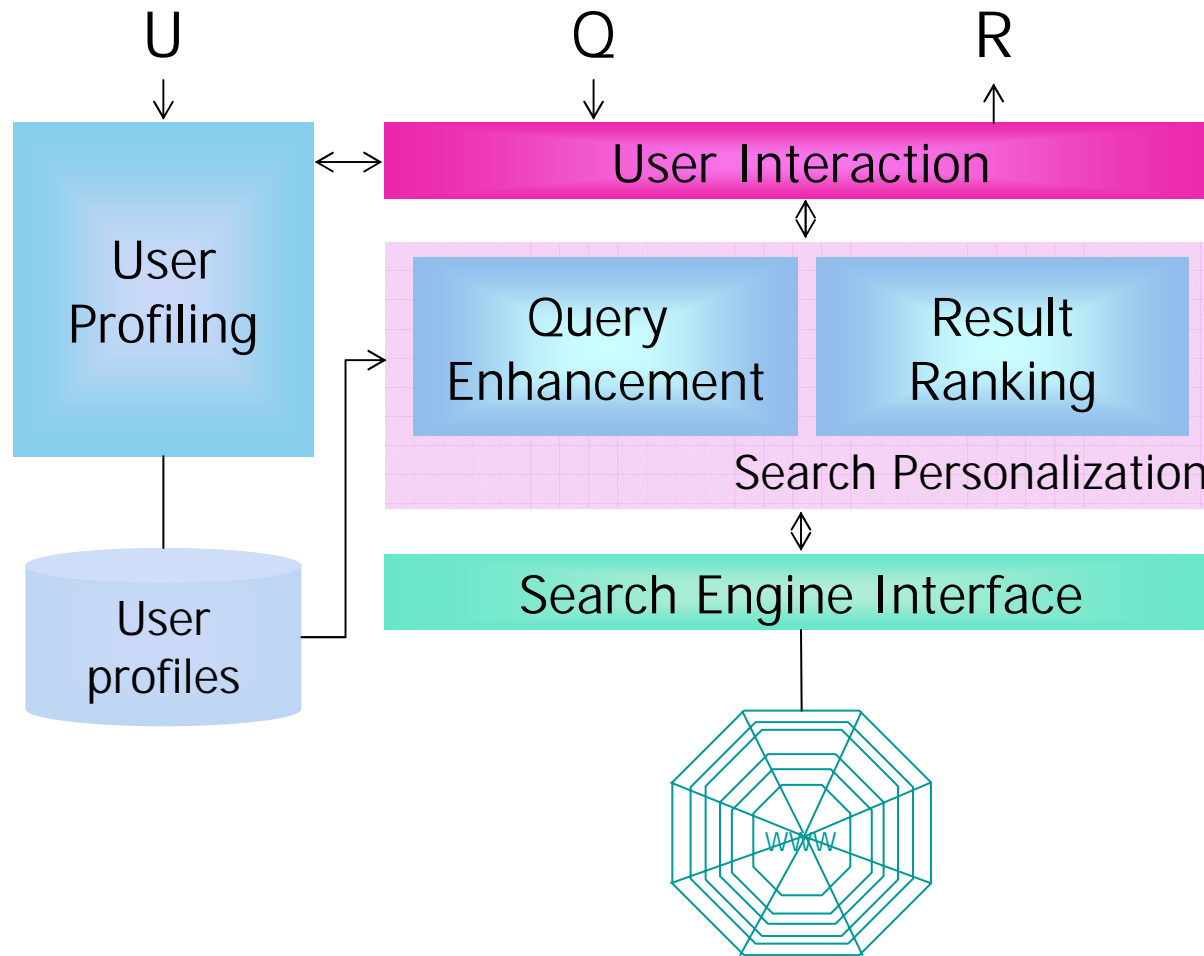 U
Q
R
User Interaction
User
Profiling
Query
Enhancement
Result
Ranking
Search Personalization
User
profiles
Search Engine Interface
WWW